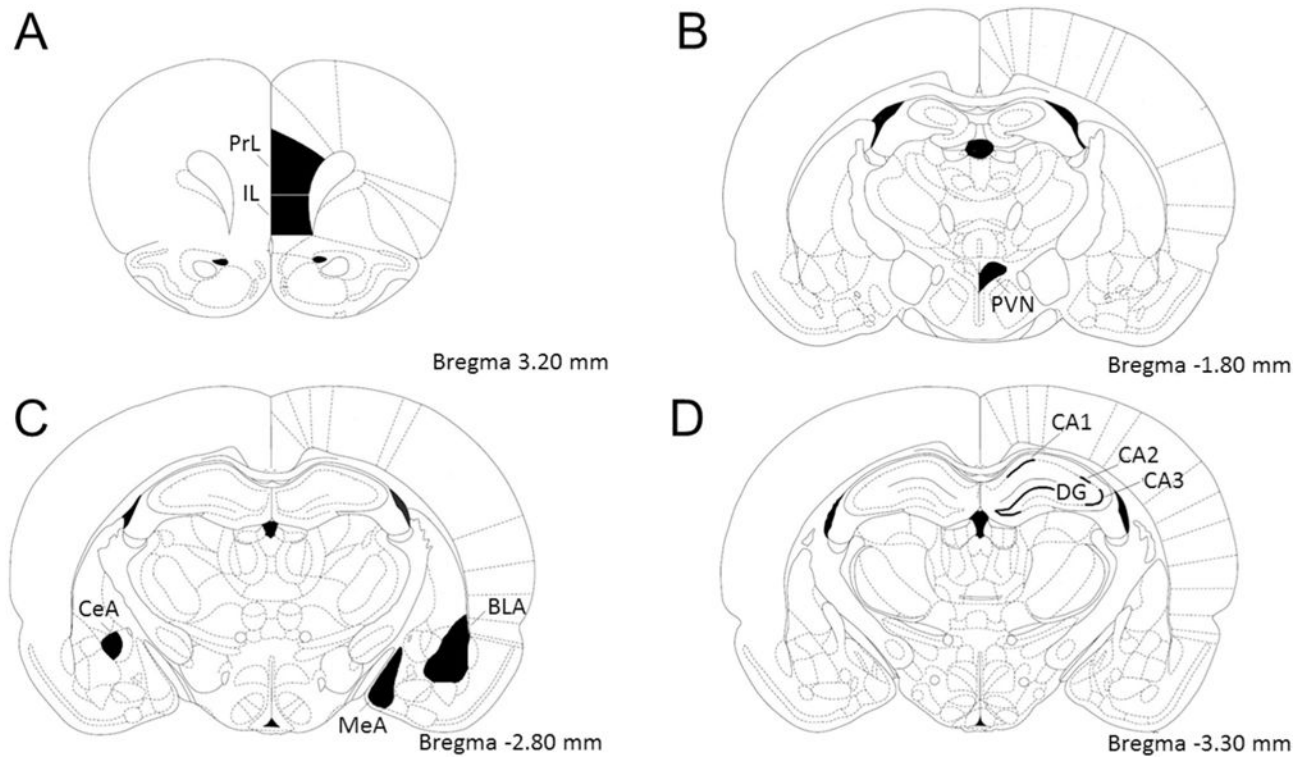 A
PrL
IL
Bregma 3.20 mm
B
PVN
Bregma -1.80 mm
C
CeA
BLA
MeA
Bregma -2.80 mm
D
CA1
CA2
CA3
DG
Bregma -3.30 mm